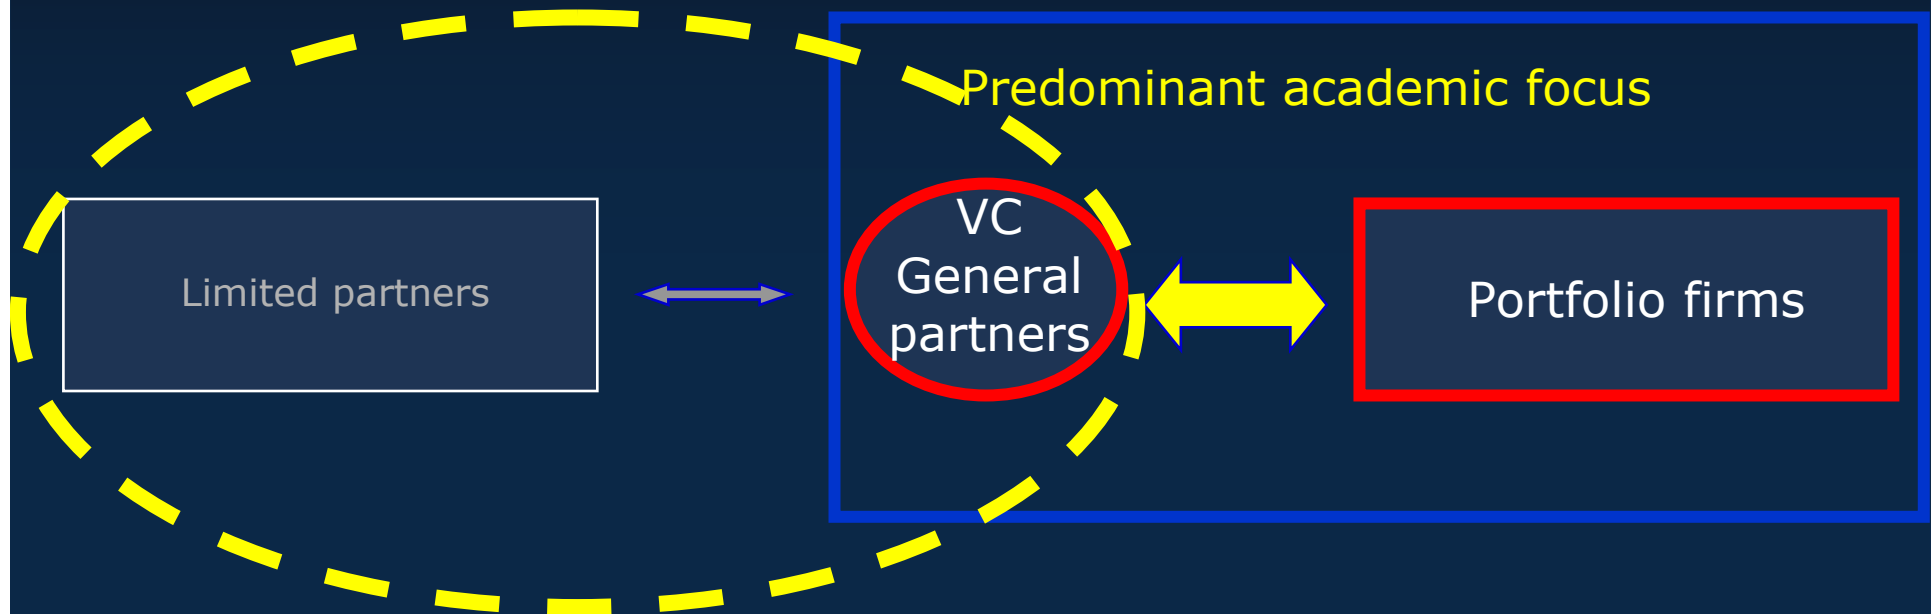 Predominant academic focus
Limited partners
VC
General
partners
Portfolio firms